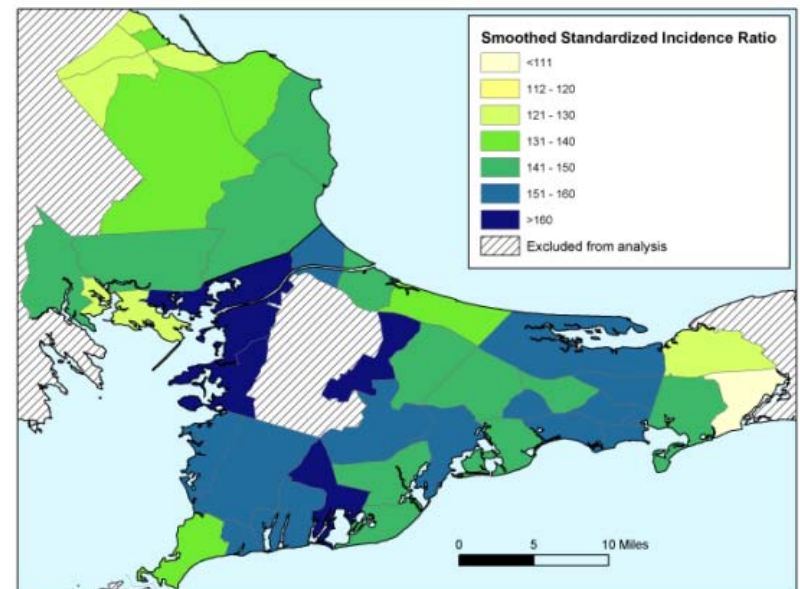 Smoothed Standardized Incidence Ratio
<111
112 - 120
121 - 130
131 - 140
141 - 150
151 - 160
>160
Excluded from analysis
0 5 10 Miles